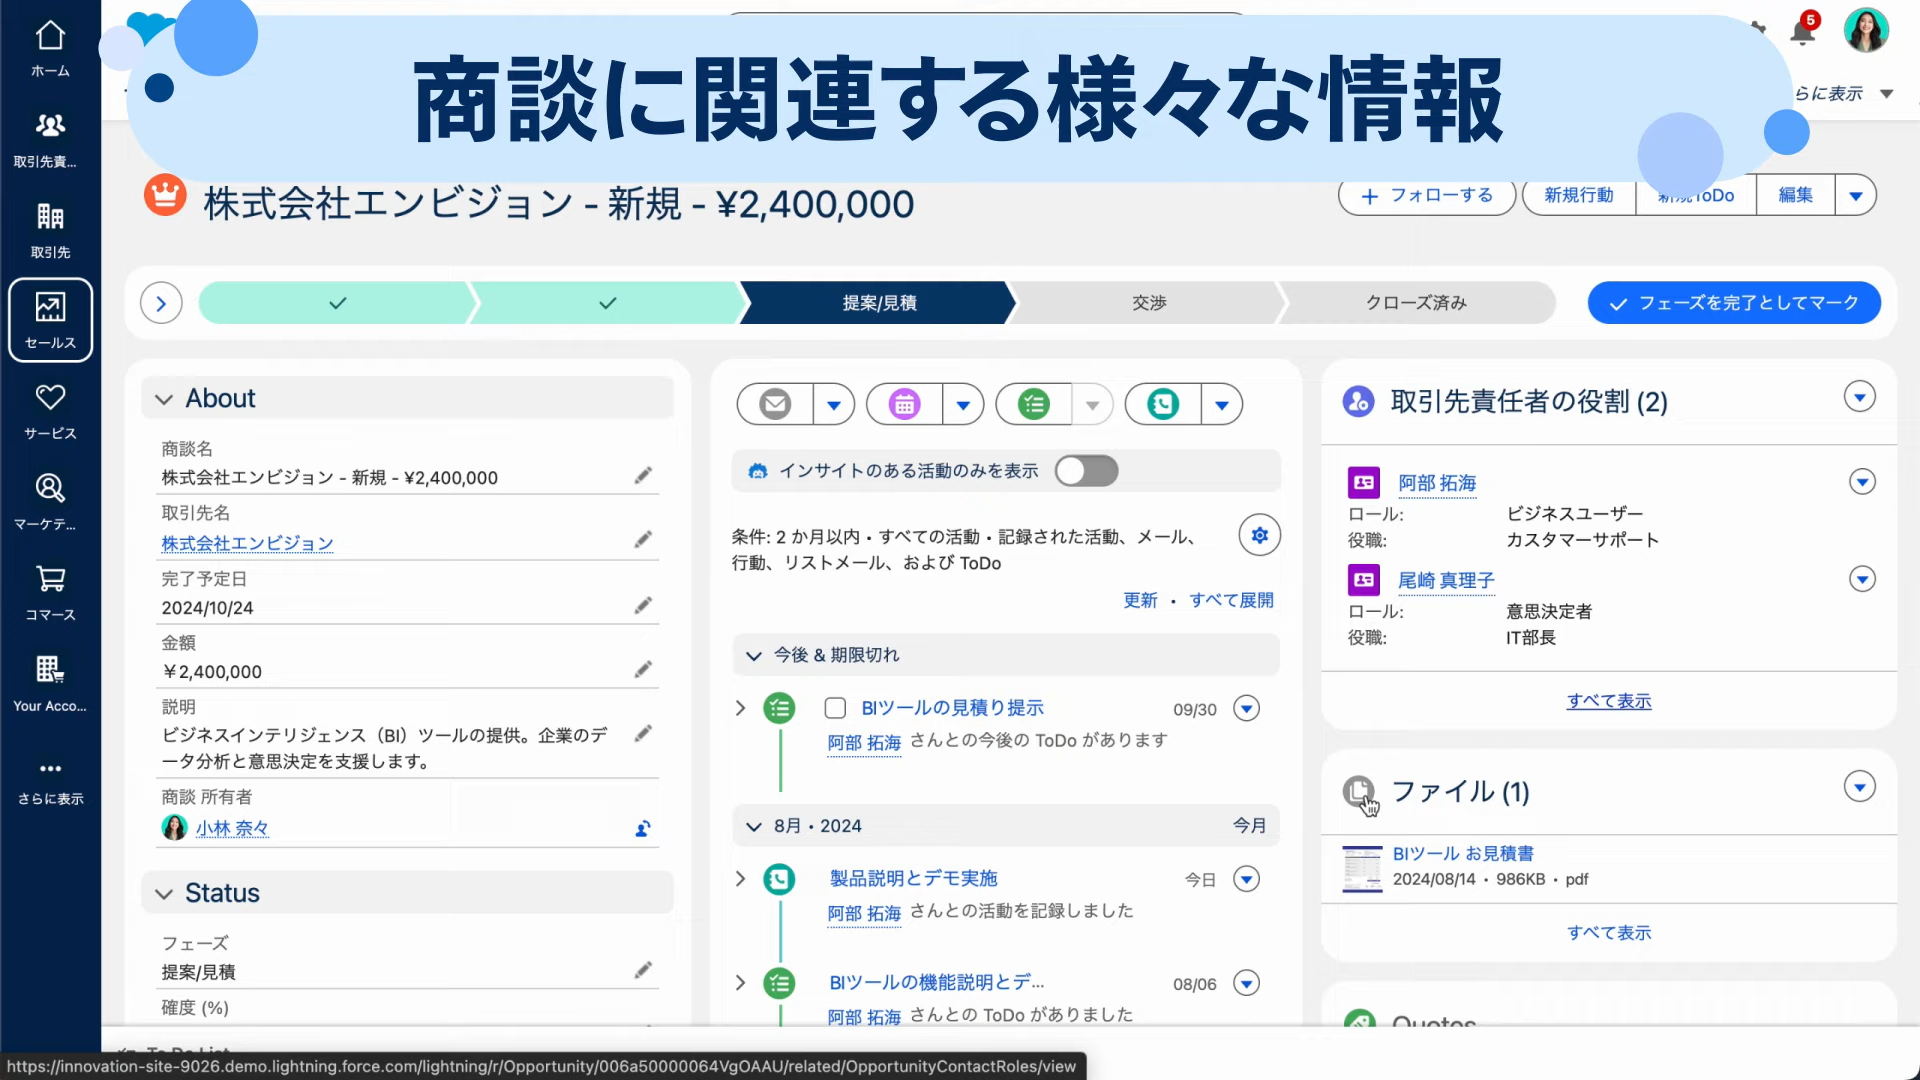 商談に関連する様々な情報
5
ホーム
取引先責...
取引先
セールス
サービス
マーケテ...
コマース
Your Acco...
さらに表示
らに表示
株式会社エンビジョン - 新規 - ¥2,400,000
フォローする
新規行動
新規ToDo
編集
提案/見積
交渉
クローズ済み
フェーズを完了としてマーク
About
商談名
株式会社エンビジョン - 新規 - ¥2,400,000
取引先名
株式会社エンビジョン
完了予定日
2024/10/24
金額
¥2,400,000
説明
ビジネスインテリジェンス（BI）ツールの提供。企業のデ
ータ分析と意思決定を支援します。
商談 所有者
小林 奈々
Status
フェーズ
提案/見積
確度 (%)
インサイトのある活動のみを表示
条件: 2 か月以内・すべての活動・記録された活動、メール、
行動、リストメール、および ToDo
更新 ・ すべて展開
今後 & 期限切れ
BIツールの見積り提示
09/30
阿部 拓海 さんとの今後の ToDo があります
8月・2024
今月
製品説明とデモ実施
今日
阿部 拓海 さんとの活動を記録しました
BIツールの機能説明とデ...
08/06
阿部 拓海 さんとの ToDo がありました
取引先責任者の役割 (2)
阿部 拓海
ロール: ビジネスユーザー
役職: カスタマーサポート
尾崎 真理子
ロール: 意思決定者
役職: IT部長
すべて表示
ファイル (1)
BIツール お見積書
2024/08/14・986KB・pdf
すべて表示
Quotes
To Do List
https://innovation-site-9026.demo.lightning.force.com/lightning/r/Opportunity/006a50000064VgOAAU/related/OpportunityContactRoles/view